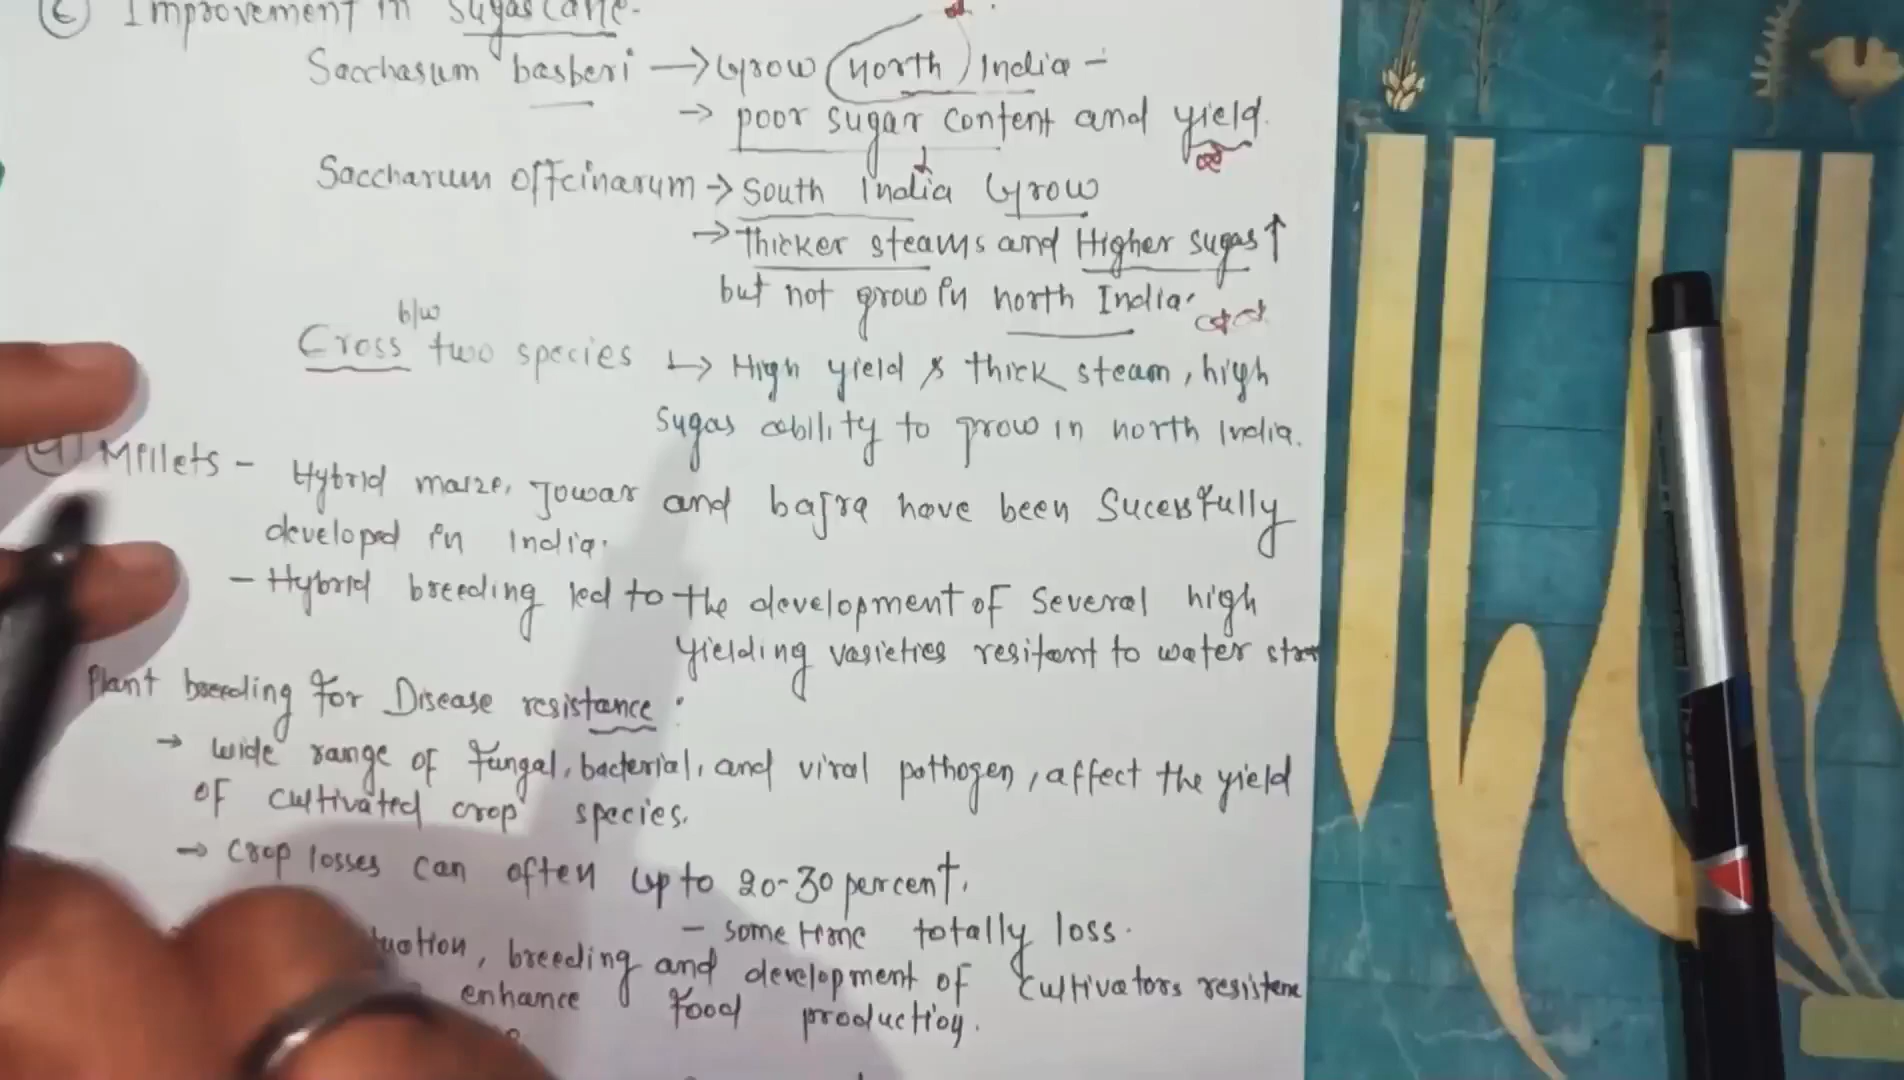 Improvement in Sugarcane.
Saccharum barberi → Grow north India -
→ poor sugar content and yield.
Saccharum offcinarum → South India Grow
→ thicker steams and Higher sugar ↑
but not grow in north India.
b/w
Cross two species ↳ High yield & thick steam, high
sugar ability to grow in north India.
Millets - Hybrid maize, Jowar and bajra have been Sucessfully
developed in India.
- Hybrid breeding led to the development of several high
yielding varieties resitant to water
Plant breeding for Disease resistance :
→ wide range of fungal, bacterial, and viral pathogen, affect the yield
of cultivated crop species.
→ Crop losses can often up to 20-30 percent.
- some time totally loss.
breeding and development of cultivators
enhance food production.